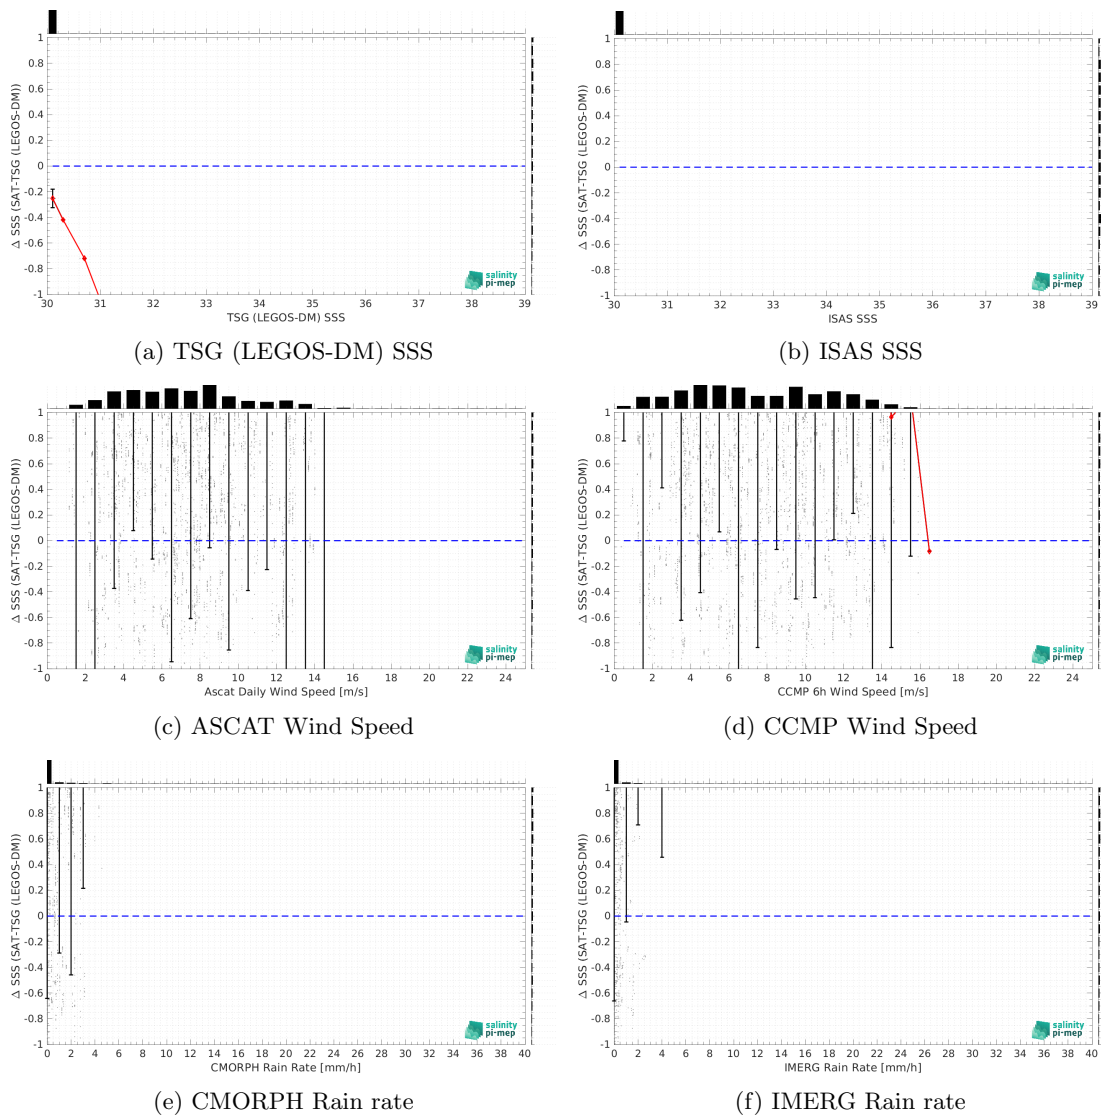 1
0.8
0.6
0.4
0.2
0
-0.2
-0.4
-0.6
-0.8
-1
Δ SSS (SAT-TSG (LEGOS-DM))
30 31 32 33 34 35 36 37 38 39
TSG (LEGOS-DM) SSS
salinity
pi-mep
(a) TSG (LEGOS-DM) SSS
1
0.8
0.6
0.4
0.2
0
-0.2
-0.4
-0.6
-0.8
-1
Δ SSS (SAT-TSG (LEGOS-DM))
30 31 32 33 34 35 36 37 38 39
ISAS SSS
salinity
pi-mep
(b) ISAS SSS
1
0.8
0.6
0.4
0.2
0
-0.2
-0.4
-0.6
-0.8
-1
Δ SSS (SAT-TSG (LEGOS-DM))
0 2 4 6 8 10 12 14 16 18 20 22 24
Ascat Daily Wind Speed [m/s]
salinity
pi-mep
(c) ASCAT Wind Speed
1
0.8
0.6
0.4
0.2
0
-0.2
-0.4
-0.6
-0.8
-1
Δ SSS (SAT-TSG (LEGOS-DM))
0 2 4 6 8 10 12 14 16 18 20 22 24
CCMP 6h Wind Speed [m/s]
salinity
pi-mep
(d) CCMP Wind Speed
1
0.8
0.6
0.4
0.2
0
-0.2
-0.4
-0.6
-0.8
-1
Δ SSS (SAT-TSG (LEGOS-DM))
0 2 4 6 8 10 12 14 16 18 20 22 24 26 28 30 32 34 36 38 40
CMORPH Rain Rate [mm/h]
salinity
pi-mep
(e) CMORPH Rain rate
1
0.8
0.6
0.4
0.2
0
-0.2
-0.4
-0.6
-0.8
-1
Δ SSS (SAT-TSG (LEGOS-DM))
0 2 4 6 8 10 12 14 16 18 20 22 24 26 28 30 32 34 36 38 40
IMERG Rain Rate [mm/h]
salinity
pi-mep
(f) IMERG Rain rate